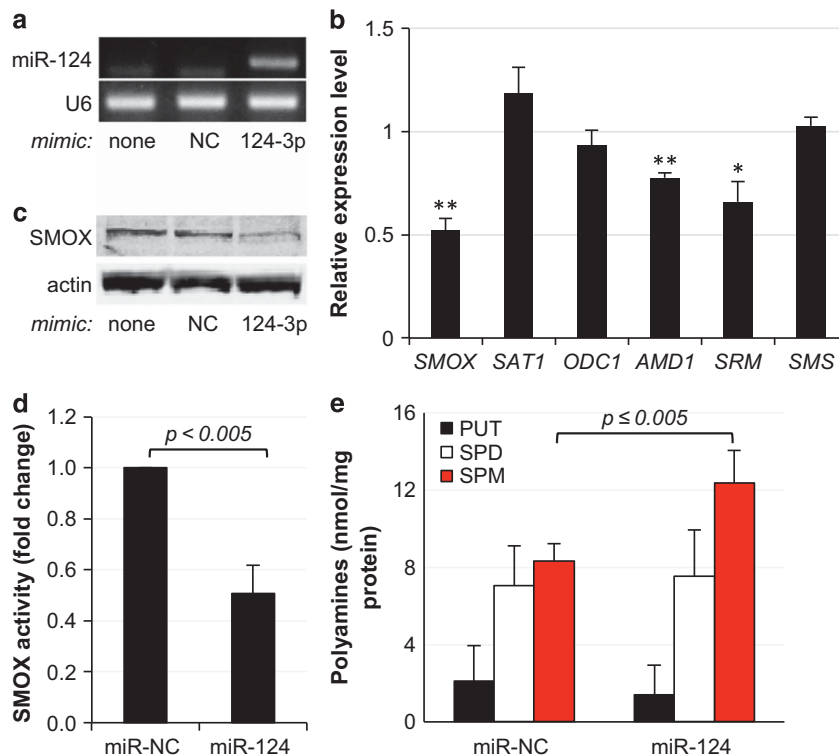 a
miR-124
U6
mimic: none NC 124-3p
b
Relative expression level
1.5
1
0.5
0
** ** *
SMOX SAT1 ODC1 AMD1 SRM SMS
c
SMOX
actin
mimic: none NC 124-3p
d
SMOX activity (fold change)
1.2
1.0
0.8
0.6
0.4
0.2
0.0
p < 0.005
miR-NC miR-124
e
Polyamines (nmol/mg protein)
16
12
8
4
0
PUT
SPD
SPM
p ≤ 0.005
miR-NC miR-124